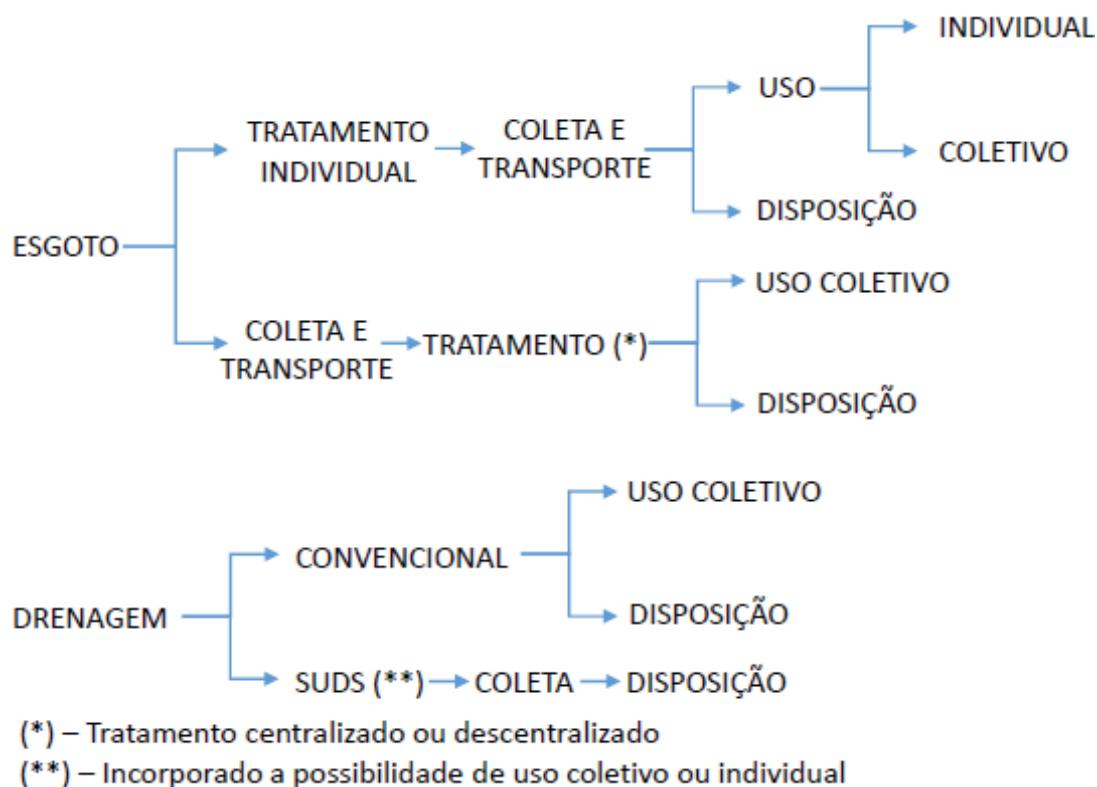 INDIVIDUAL
USO
TRATAMENTO
INDIVIDUAL
COLETA E
TRANSPORTE
COLETIVO
DISPOSIÇÃO
ESGOTO
USO COLETIVO
COLETA E
TRANSPORTE
TRATAMENTO (*)
DISPOSIÇÃO
USO COLETIVO
CONVENCIONAL
DRENAGEM
DISPOSIÇÃO
SUDS (**)
COLETA
DISPOSIÇÃO
(*) – Tratamento centralizado ou descentralizado
(**) – Incorporado a possibilidade de uso coletivo ou individual